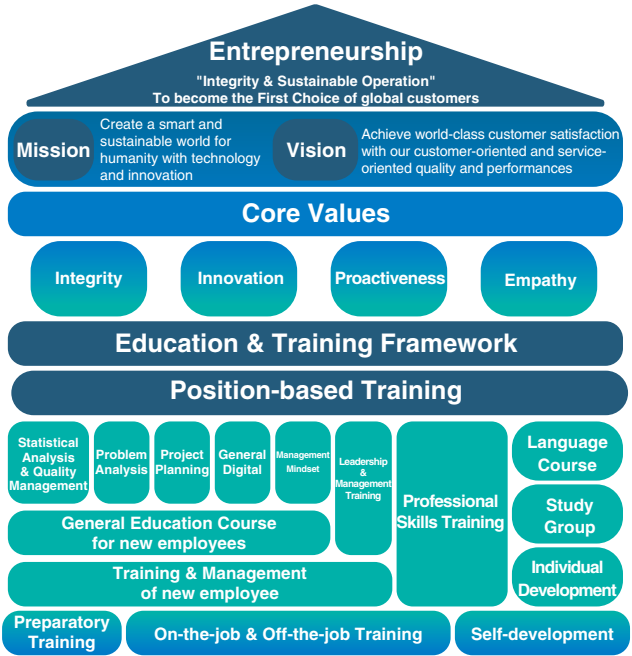 Entrepreneurship
"Integrity & Sustainable Operation"
To become the First Choice of global customers
Mission
Create a smart and
sustainable world for
humanity with technology
and innovation
Vision
Achieve world-class customer satisfaction
with our customer-oriented and service-
oriented quality and performances
Core Values
Integrity
Innovation
Proactiveness
Empathy
Education & Training Framework
Position-based Training
Statistical
Analysis
& Quality
Management
Problem
Analysis
Project
Planning
General
Digital
Management
Mindset
Leadership
&
Management
Training
Professional
Skills Training
Language
Course
Study
Group
Individual
Development
General Education Course
for new employees
Training & Management
of new employee
Preparatory
Training
On-the-job & Off-the-job Training
Self-development